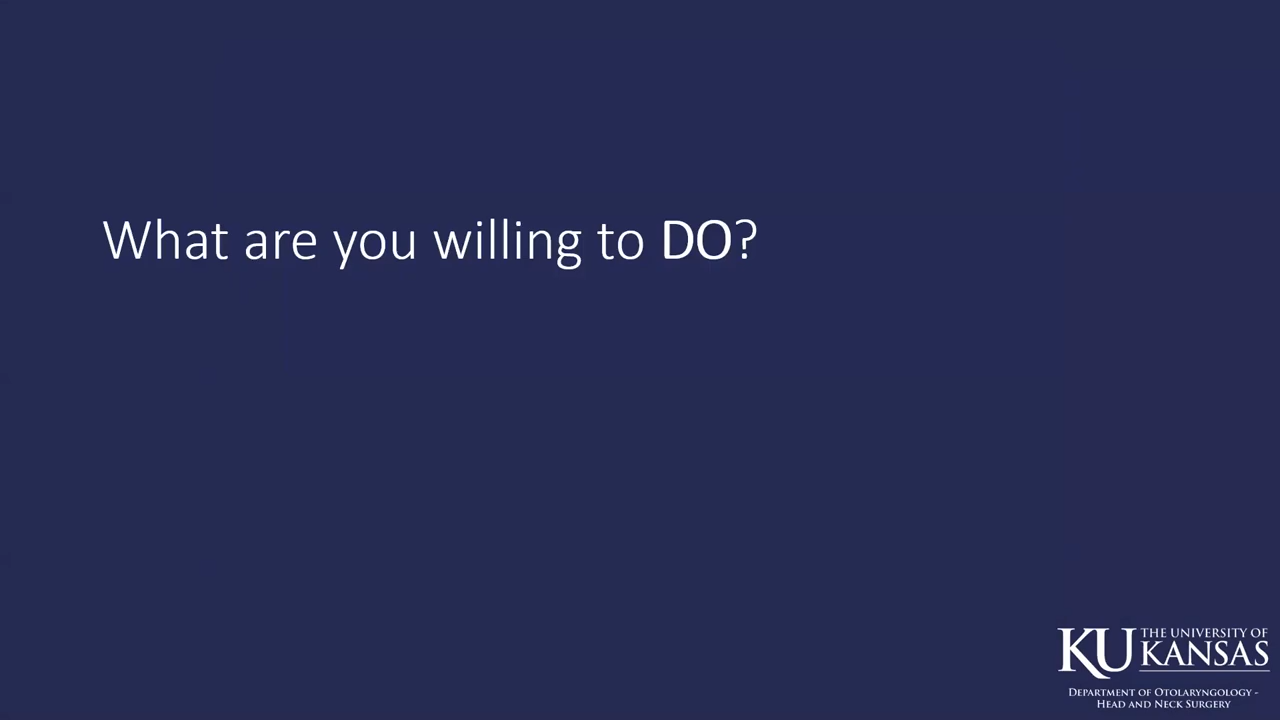 What are you willing to DO?
KU THE UNIVERSITY OF
KANSAS
DEPARTMENT OF OTOLARYNGOLOGY -
HEAD AND NECK SURGERY